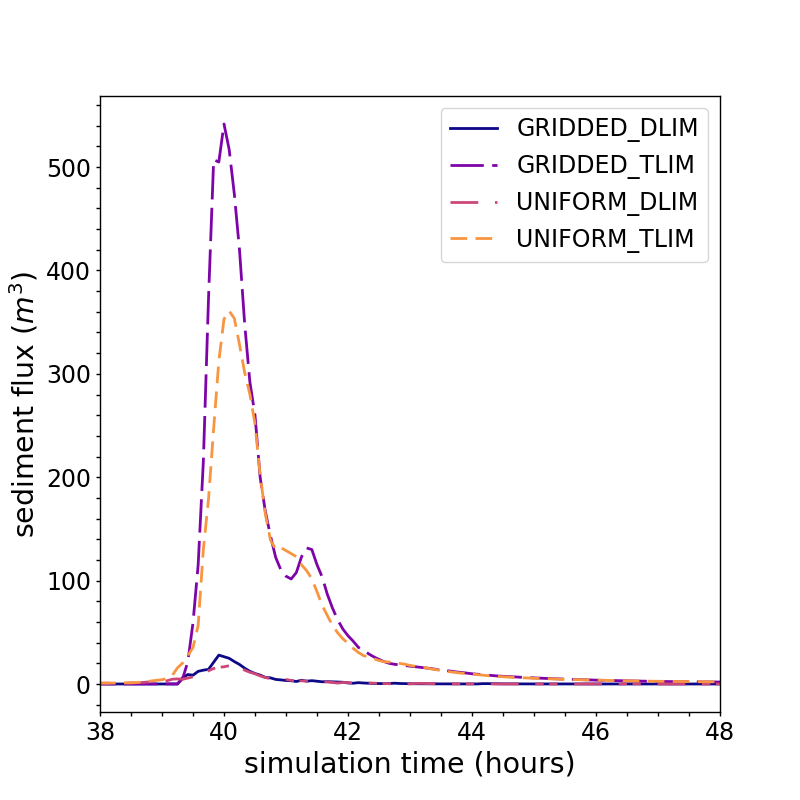 GRIDDED_DLIM
GRIDDED_TLIM
UNIFORM_DLIM
UNIFORM_TLIM
500
400
300
200
100
0
sediment flux (m³)
38 40 42 44 46 48
simulation time (hours)